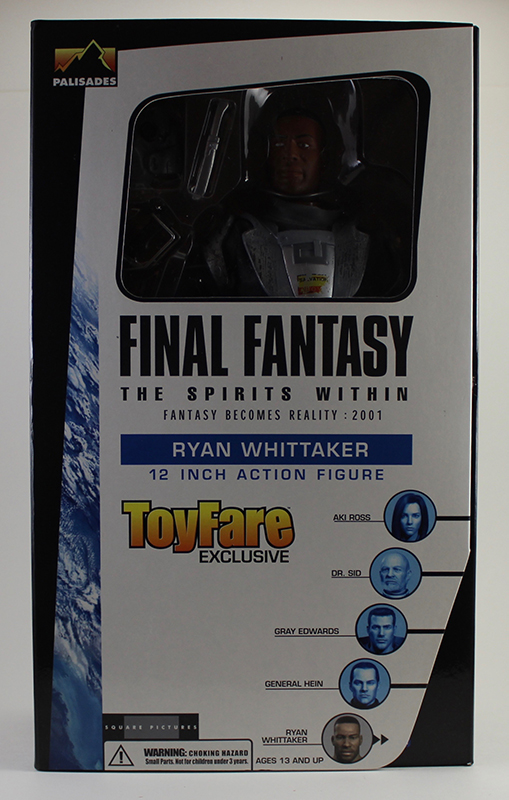 PALISADES
FINAL FANTASY
THE SPIRITS WITHIN
FANTASY BECOMES REALITY : 2001
RYAN WHITTAKER
12 INCH ACTION FIGURE
ToyFare
EXCLUSIVE
AKI ROSS
DR. SID
GRAY EDWARDS
GENERAL HEIN
RYAN
WHITTAKER
SQUARE PICTURES
WARNING: CHOKING HAZARD
Small Parts. Not for children under 3 years.
AGES 13 AND UP